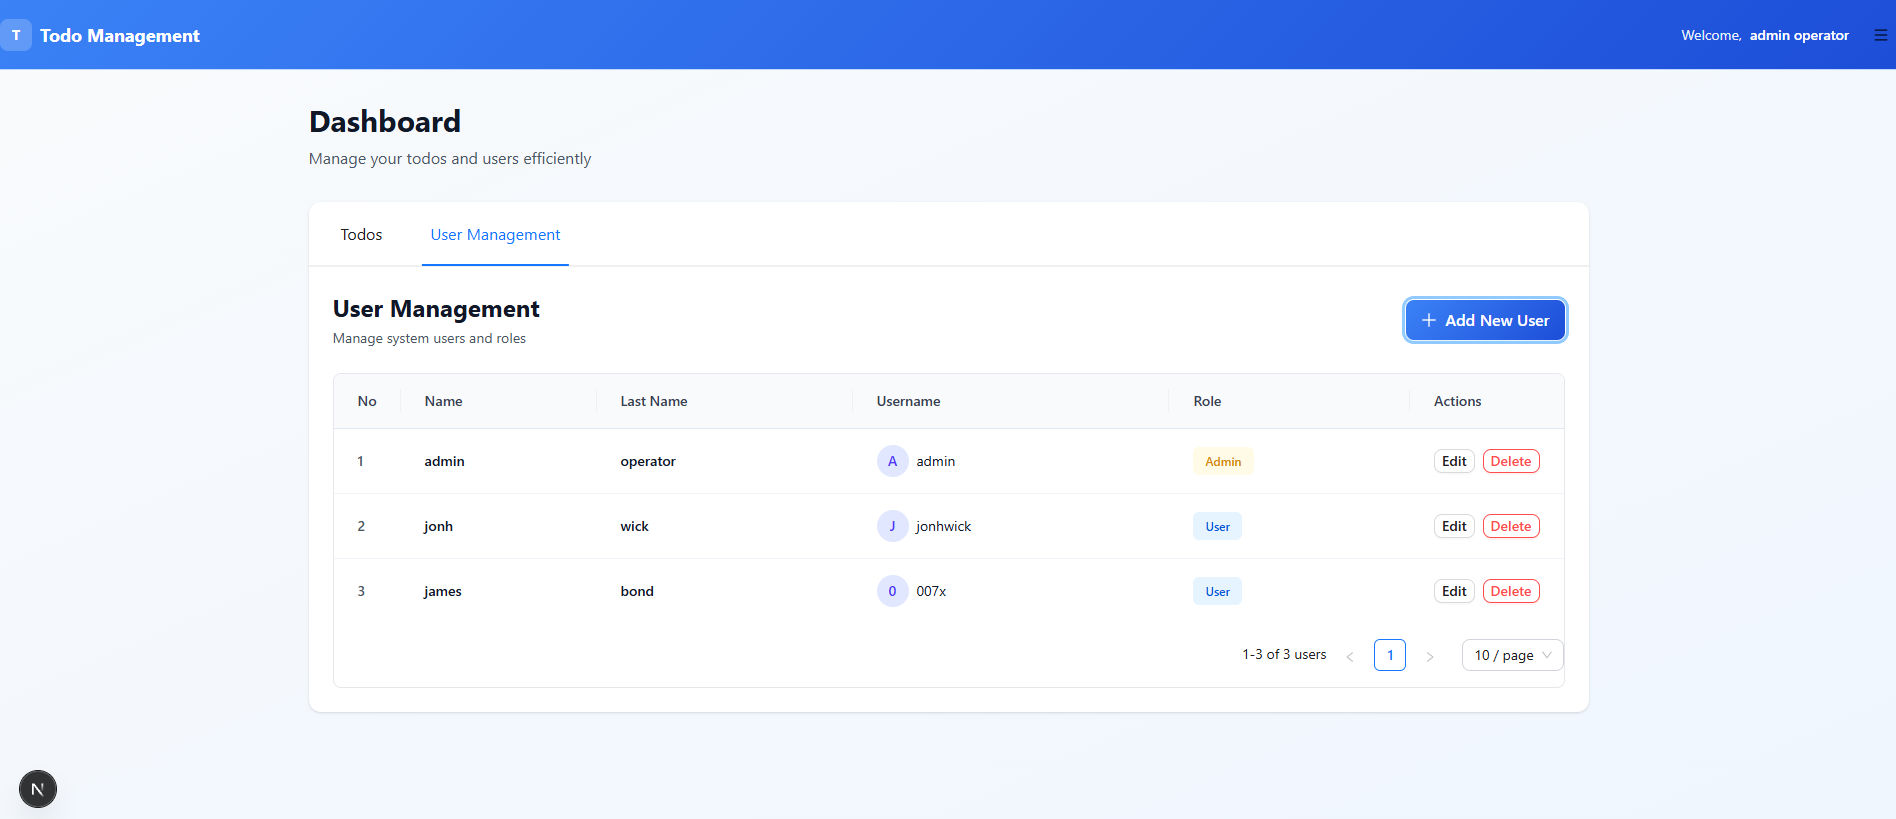 T Todo Management
Welcome, admin operator
Dashboard
Manage your todos and users efficiently
Todos User Management
User Management
Manage system users and roles
Add New User
No Name Last Name Username Role Actions
1 admin operator A admin Admin Edit Delete
2 jonh wick J jonhwick User Edit Delete
3 james bond 0 007x User Edit Delete
1-3 of 3 users < 1 > 10 / page
N